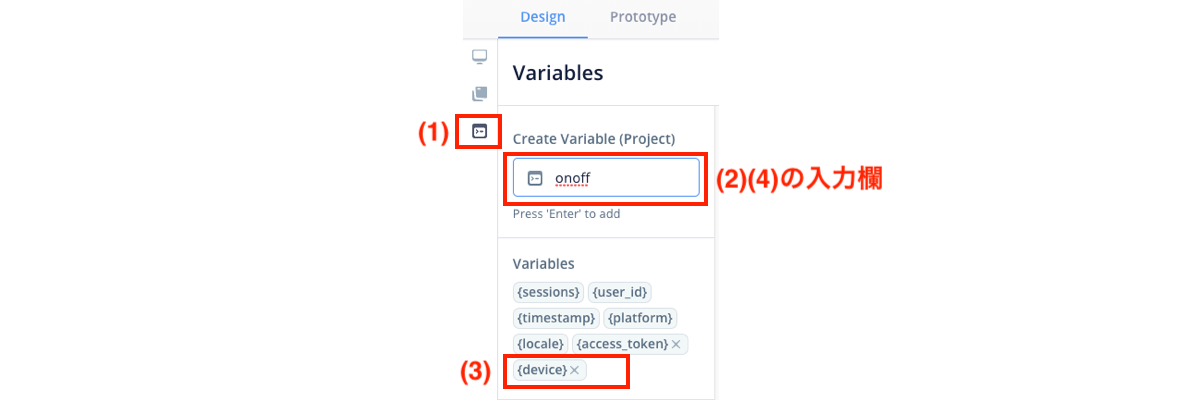 Design Prototype
Variables
(1)
Create Variable (Project)
onoff
(2)(4)の入力欄
Press 'Enter' to add
Variables
{sessions} {user_id}
{timestamp} {platform}
{locale} {access_token} ×
(3) {device} ×